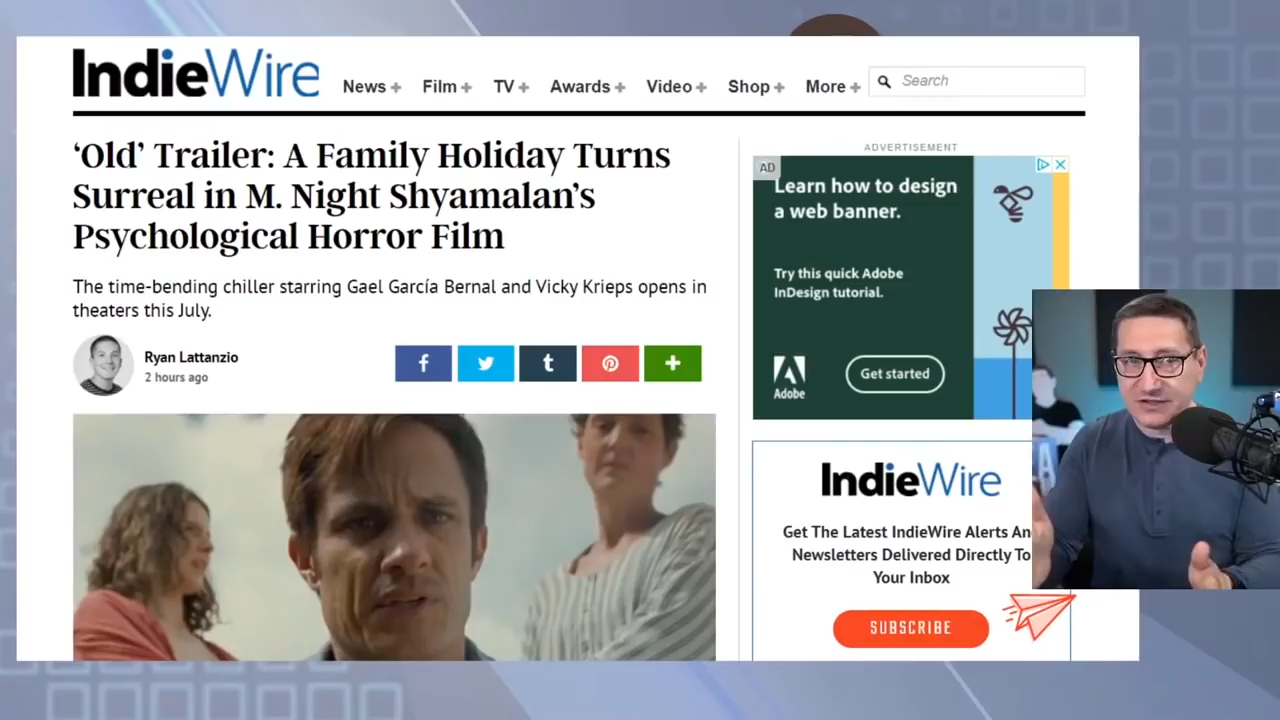 IndieWire
News + Film + TV + Awards + Video + Shop + More + Search
‘Old’ Trailer: A Family Holiday Turns
Surreal in M. Night Shyamalan’s
Psychological Horror Film
The time-bending chiller starring Gael García Bernal and Vicky Krieps opens in
theaters this July.
Ryan Lattanzio
2 hours ago
f
t
+
ADVERTISEMENT
AD
Learn how to design
a web banner.
Try this quick Adobe
InDesign tutorial.
Adobe
Get started
IndieWire
Get The Latest IndieWire Alerts An
Newsletters Delivered Directly To
Your Inbox
SUBSCRIBE